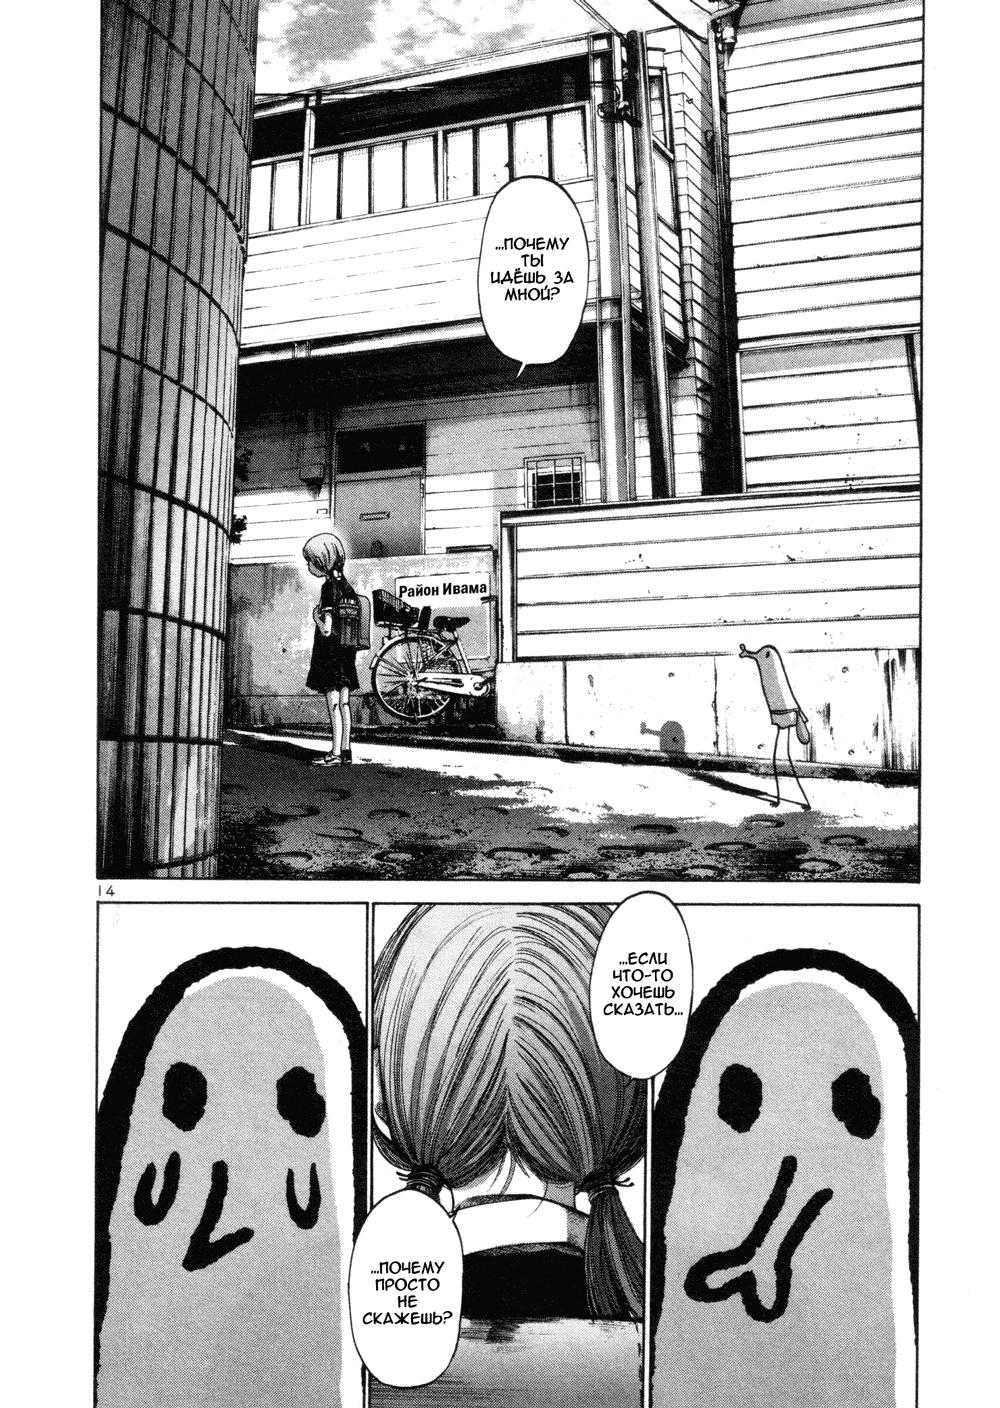 ...ПОЧЕМУ
ТЫ
ИДЁШЬ ЗА
МНОЙ?
Район Ивама
14
...ЕСЛИ
ЧТО-ТО
ХОЧЕШЬ
СКАЗАТЬ...
...ПОЧЕМУ
ПРОСТО
НЕ
СКАЖЕШЬ?